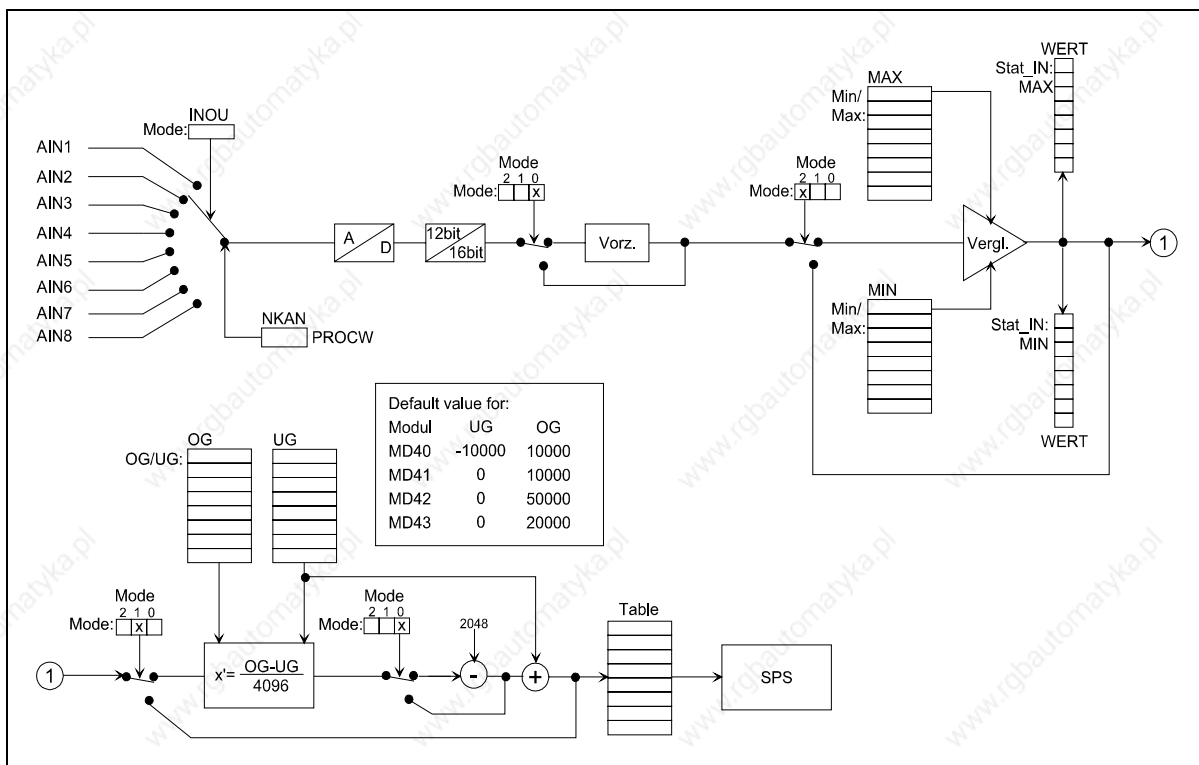 WERT
Stat_IN:
MAX
MAX
Min/
Max:
INOU
Mode:
AIN1
AIN2
AIN3
AIN4
AIN5
AIN6
AIN7
AIN8
NKAN
PROCW
A
D
12bit
16bit
Mode
2 1 0
Mode: x
Vorz.
Mode
2 1 0
Mode: x
Vergl.
1
MIN
Min/
Max:
Stat_IN:
MIN
WERT
Default value for:
Modul UG OG
MD40 -10000 10000
MD41 0 10000
MD42 0 50000
MD43 0 20000
OG UG
OG/UG:
Mode
2 1 0
Mode: x
1
x'= OG-UG
4096
Mode
2 1 0
Mode: x
2048
-
+
Table
SPS
www.rgbautomatyka.pl